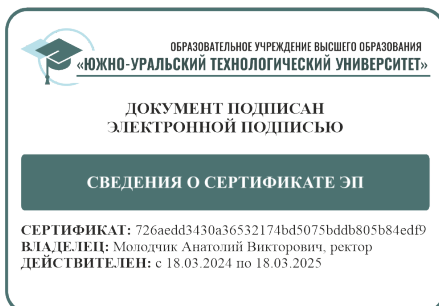 ОБРАЗОВАТЕЛЬНОЕ УЧРЕЖДЕНИЕ ВЫСШЕГО ОБРАЗОВАНИЯ
«ЮЖНО-УРАЛЬСКИЙ ТЕХНОЛОГИЧЕСКИЙ УНИВЕРСИТЕТ»
ДОКУМЕНТ ПОДПИСАН
ЭЛЕКТРОННОЙ ПОДПИСЬЮ
СВЕДЕНИЯ О СЕРТИФИКАТЕ ЭП
СЕРТИФИКАТ: 726aedd3430a36532174bd5075bddb805b84edf9
ВЛАДЕЛЕЦ: Молодчик Анатолий Викторович, ректор
ДЕЙСТВИТЕЛЕН: с 18.03.2024 по 18.03.2025